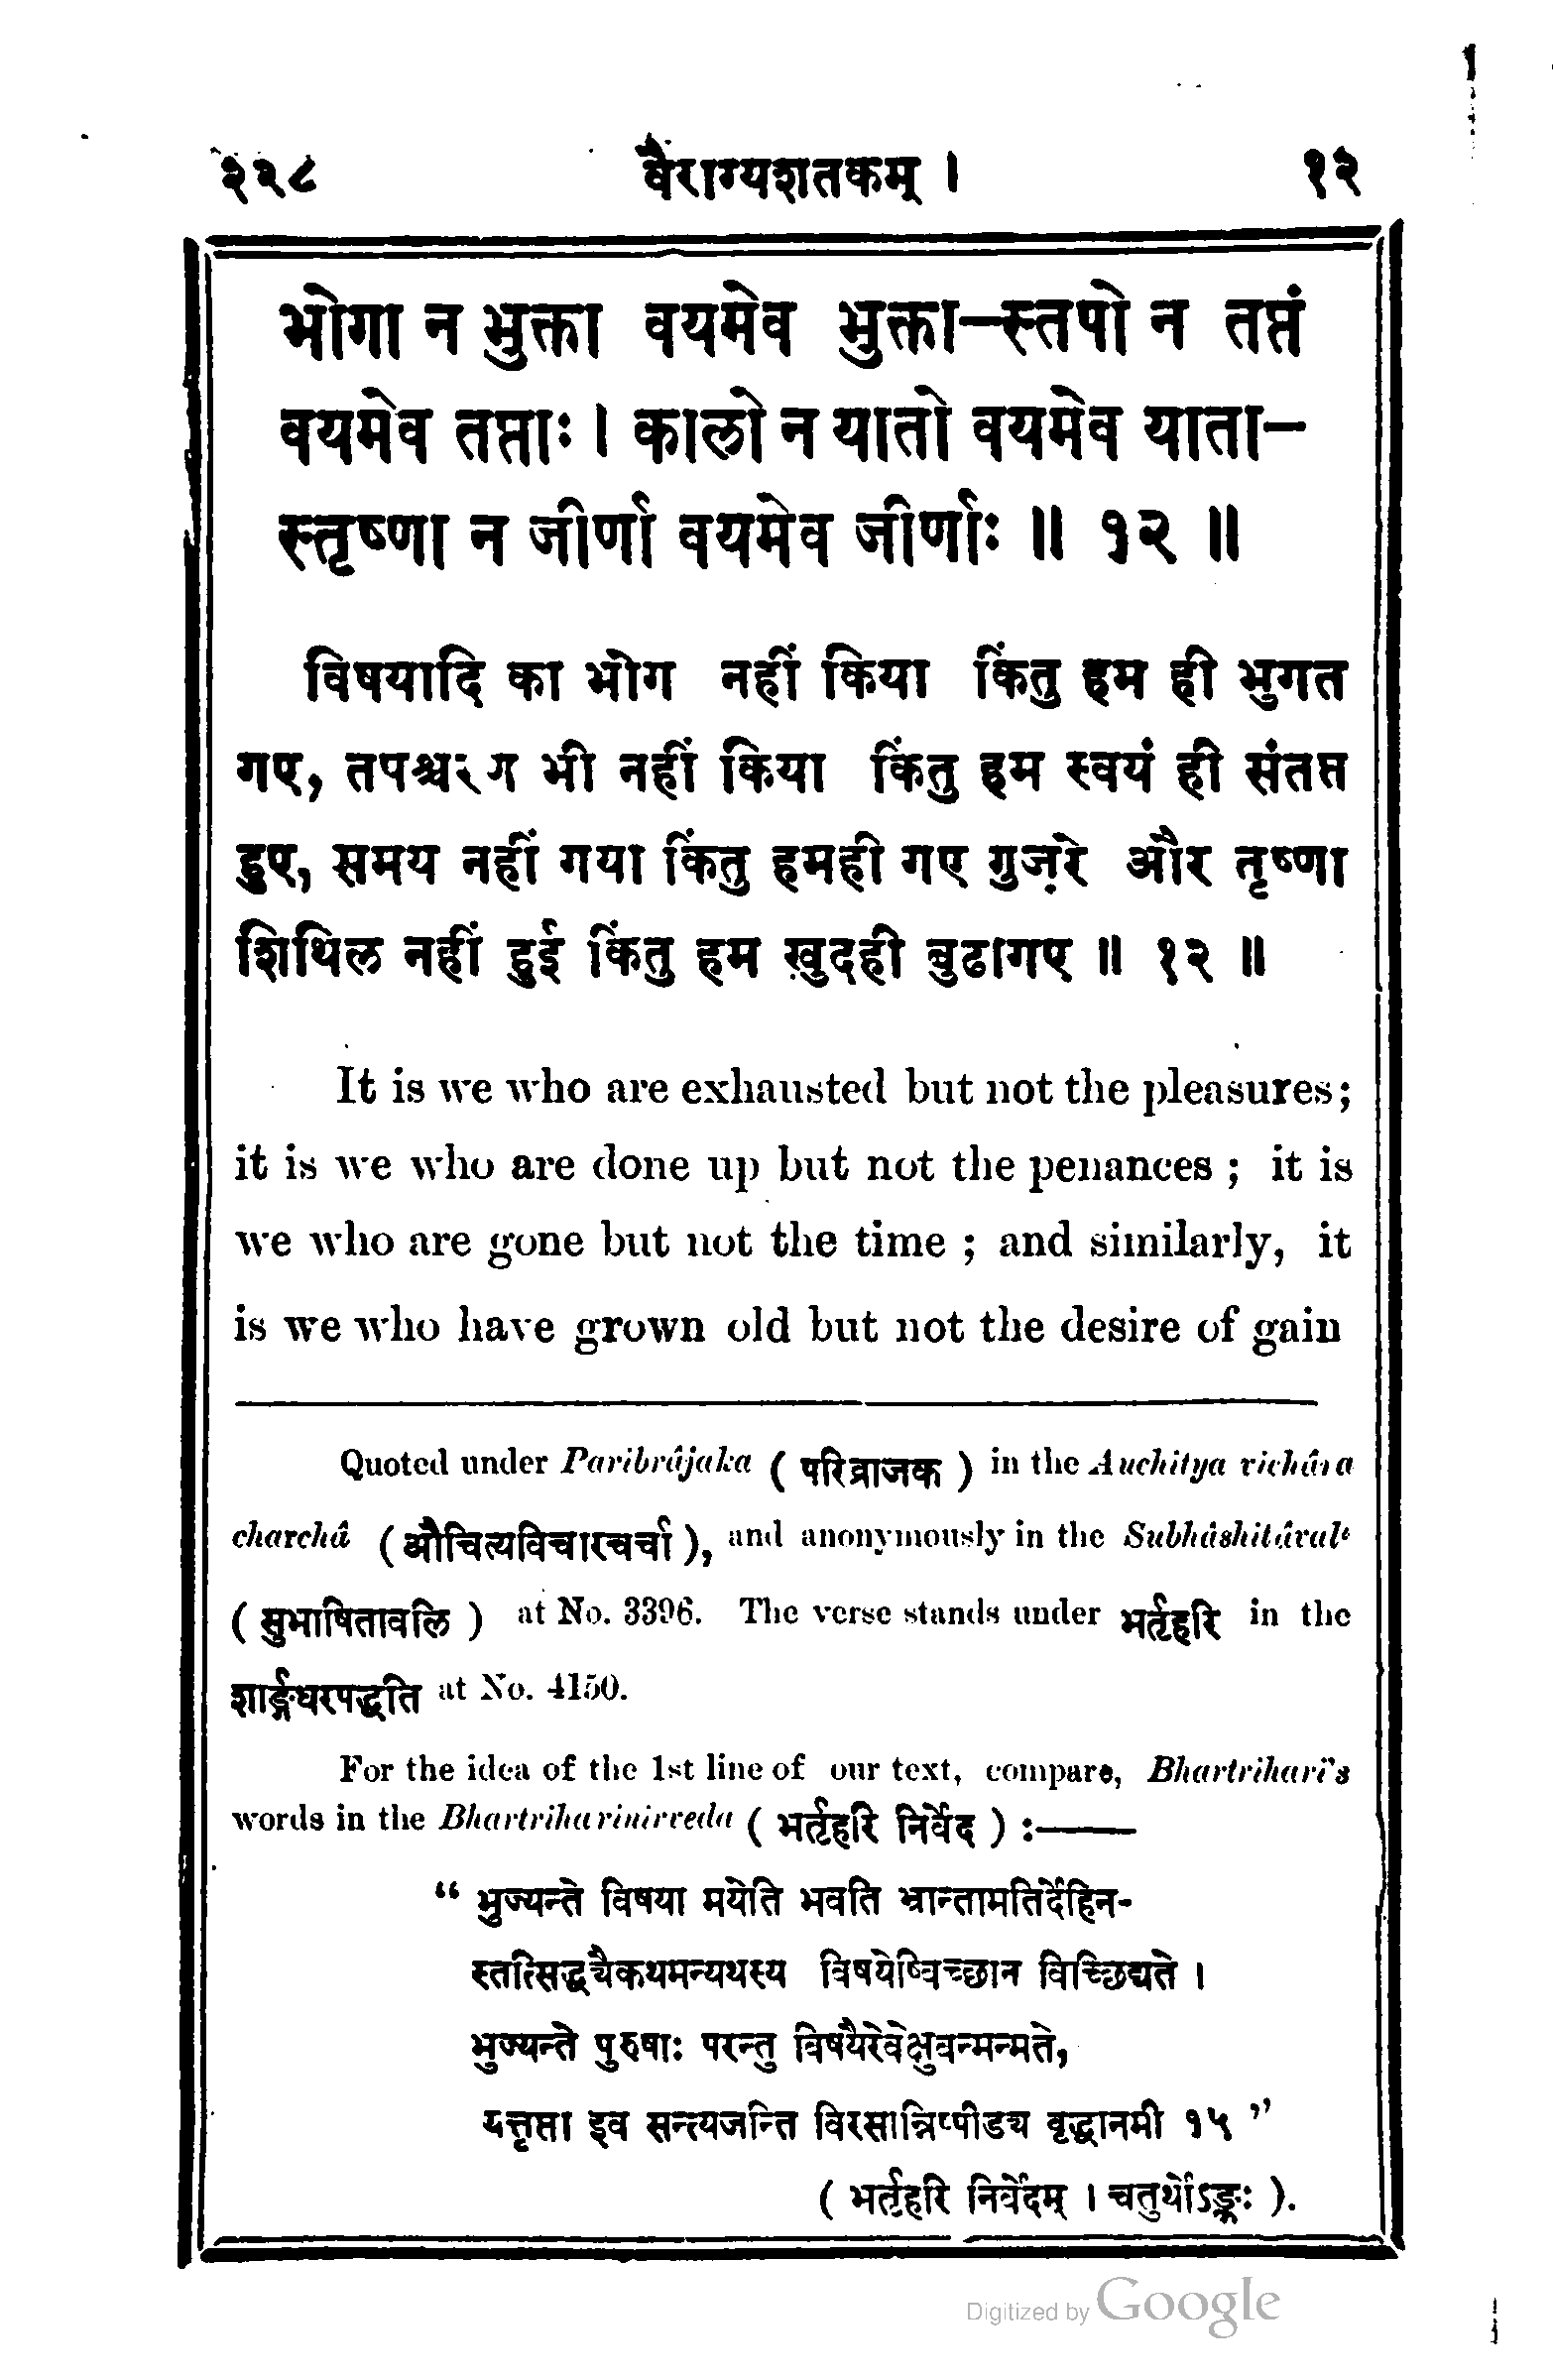 २२८ वैराग्यशतकम् । १२
भोगा न भुक्ता वयमेव भुक्ता-स्तपो न तप्तं
वयमेव तप्ताः । कालो न यातो वयमेव याता-
स्तृष्णा न जीर्णा वयमेव जीर्णाः ॥ १२ ॥
विषयादि का भोग नहीं किया किंतु हम ही भुगत
गए, भी नहीं किया किंतु हम स्वयं ही संतप्त
हुए, समय नहीं गया किंतु हमही गए गुज़रे और तृष्णा
शिथिल नहीं हुई किंतु हम ख़ुदही बुढागए ॥ १२ ॥
It is we who are exhausted but not the pleasures;
it is we who are done up but not the penances ; it is
we who are gone but not the time ; and similarly, it
is we who have grown old but not the desire of gain
Quoted under Paribrâjaka ( परिव्राजक ) in the Auchitya vichâra
charchâ ( औचित्यविचारचर्चा ), and anonymously in the
( सुभाषितावलि ) at No. 3396. The verse stands under भर्तृहरि in the
शार्ङ्गधरपद्धति at No. 4150.
For the idea of the 1st line of our text, compare, Bhartrihari's
words in the Bhartriharinirveda ( भर्तृहरि निर्वेद ) :——
“ भुज्यन्ते विषया मयेति भवति भ्रान्तामतिर्देहिन-
स्तत्सिद्ध्यैकथमन्यथस्य विषयेष्विच्छान विच्छिद्यते ।
भुज्यन्ते पुरुषाः परन्तु विषयैरेवेक्षुवन्मन्मते,
यत्तृप्ता इव सन्त्यजन्ति विरसान्निष्पीड्य वृद्धानमी १५ ”
( भर्तृहरि निर्वेदम् । चतुर्थोऽङ्कः ).
Digitized by Google